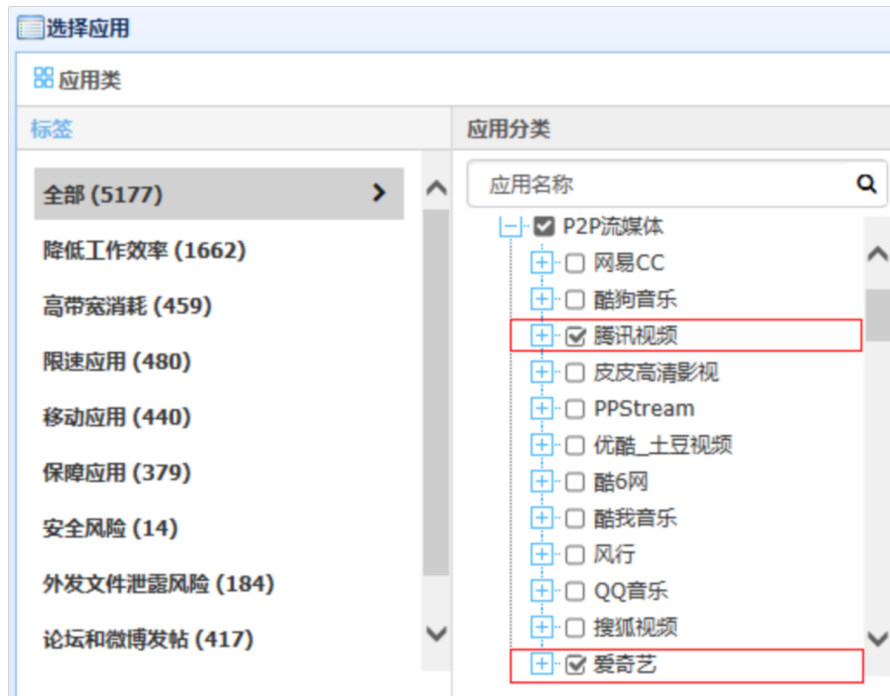 选择应用
应用类
标签
全部 (5177)
降低工作效率 (1662)
高带宽消耗 (459)
限速应用 (480)
移动应用 (440)
保障应用 (379)
安全风险 (14)
外发文件泄露风险 (184)
论坛和微博发帖 (417)
应用分类
应用名称
P2P流媒体
网易CC
酷狗音乐
腾讯视频
皮皮高清影视
PPStream
优酷_土豆视频
酷6网
酷我音乐
风行
QQ音乐
搜狐视频
爱奇艺